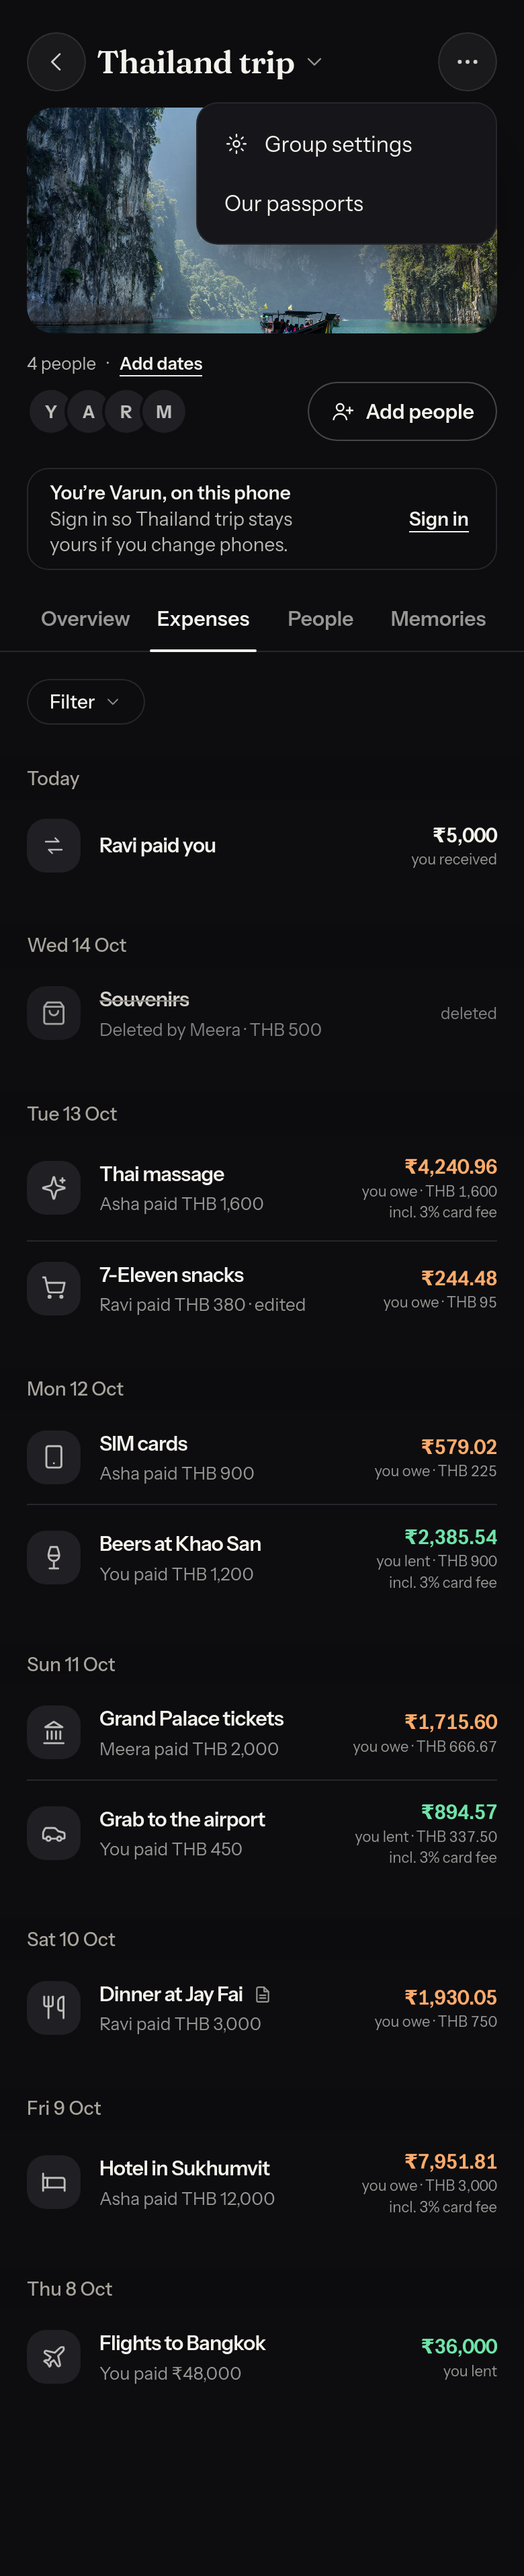 Thailand trip
Group settings
Our passports
4 people · Add dates
Y A R M
Add people
You’re Varun, on this phone
Sign in so Thailand trip stays
yours if you change phones.
Sign in
Overview Expenses People Memories
Filter
Today
Ravi paid you
₹5,000
you received
Wed 14 Oct
Souvenirs
Deleted by Meera · THB 500
deleted
Tue 13 Oct
Thai massage
Asha paid THB 1,600
₹4,240.96
you owe · THB 1,600
incl. 3% card fee
7-Eleven snacks
Ravi paid THB 380 · edited
₹244.48
you owe · THB 95
Mon 12 Oct
SIM cards
Asha paid THB 900
₹579.02
you owe · THB 225
Beers at Khao San
You paid THB 1,200
₹2,385.54
you lent · THB 900
incl. 3% card fee
Sun 11 Oct
Grand Palace tickets
Meera paid THB 2,000
₹1,715.60
you owe · THB 666.67
Grab to the airport
You paid THB 450
₹894.57
you lent · THB 337.50
incl. 3% card fee
Sat 10 Oct
Dinner at Jay Fai
Ravi paid THB 3,000
₹1,930.05
you owe · THB 750
Fri 9 Oct
Hotel in Sukhumvit
Asha paid THB 12,000
₹7,951.81
you owe · THB 3,000
incl. 3% card fee
Thu 8 Oct
Flights to Bangkok
You paid ₹48,000
₹36,000
you lent